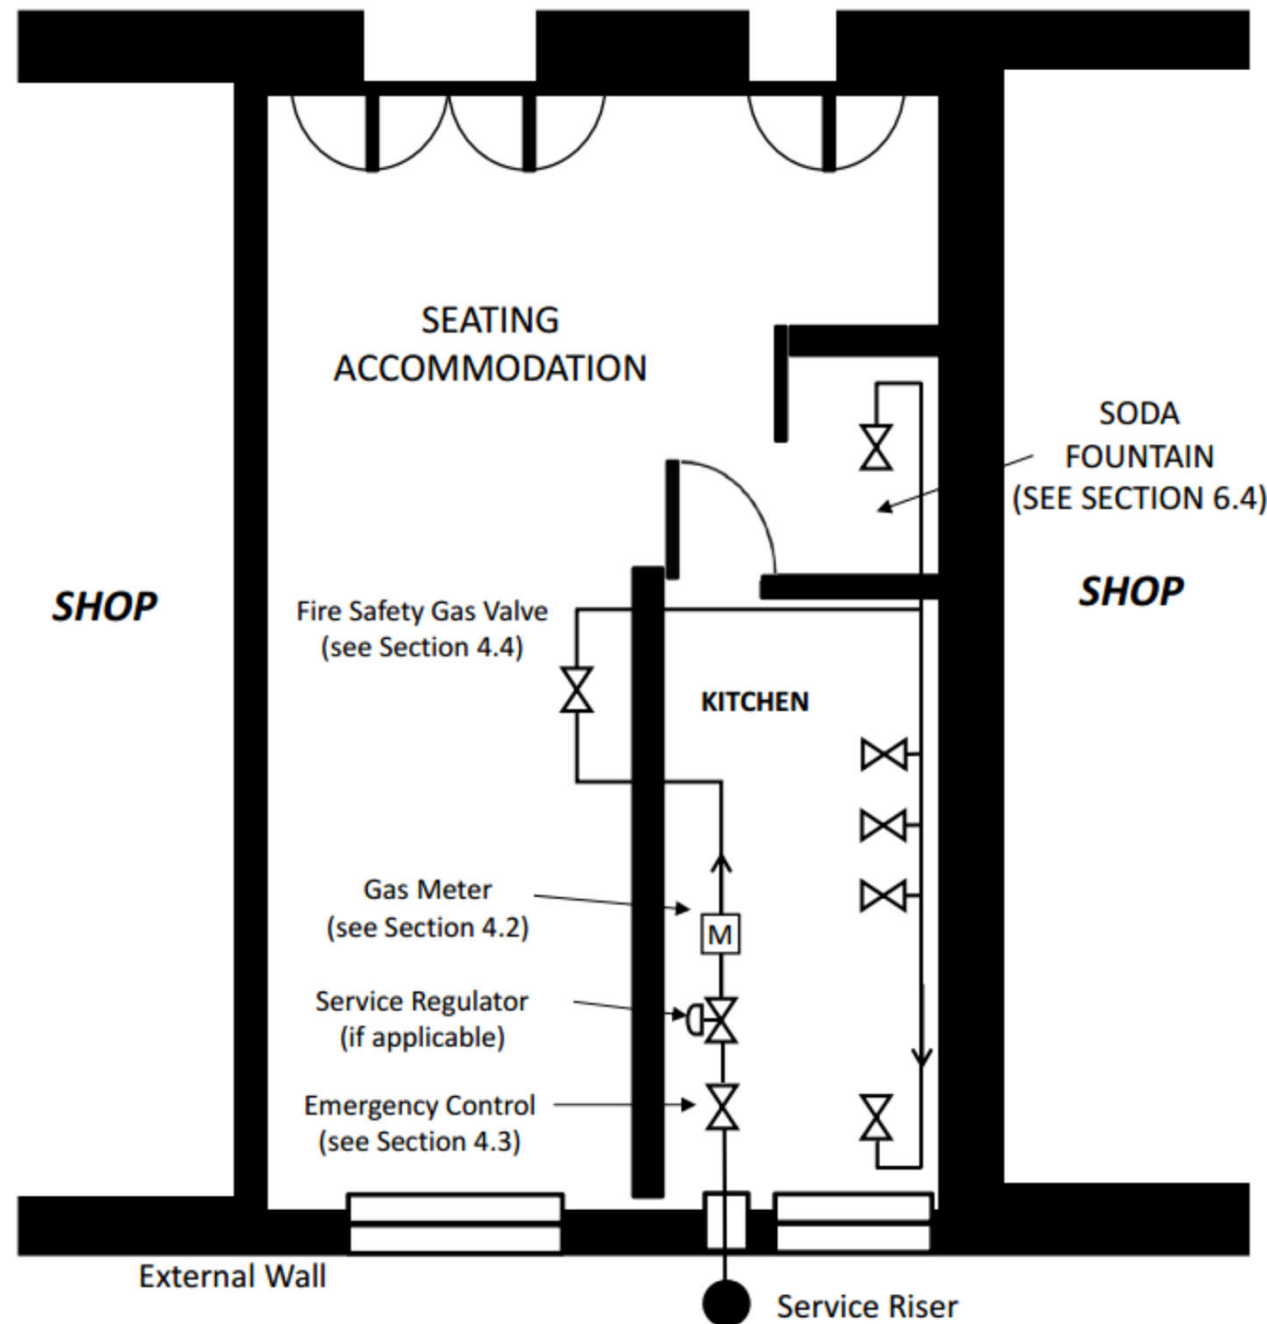 SEATING
ACCOMMODATION
SODA
FOUNTAIN
(SEE SECTION 6.4)
SHOP
SHOP
Fire Safety Gas Valve
(see Section 4.4)
KITCHEN
Gas Meter
(see Section 4.2)
M
Service Regulator
(if applicable)
Emergency Control
(see Section 4.3)
External Wall
Service Riser